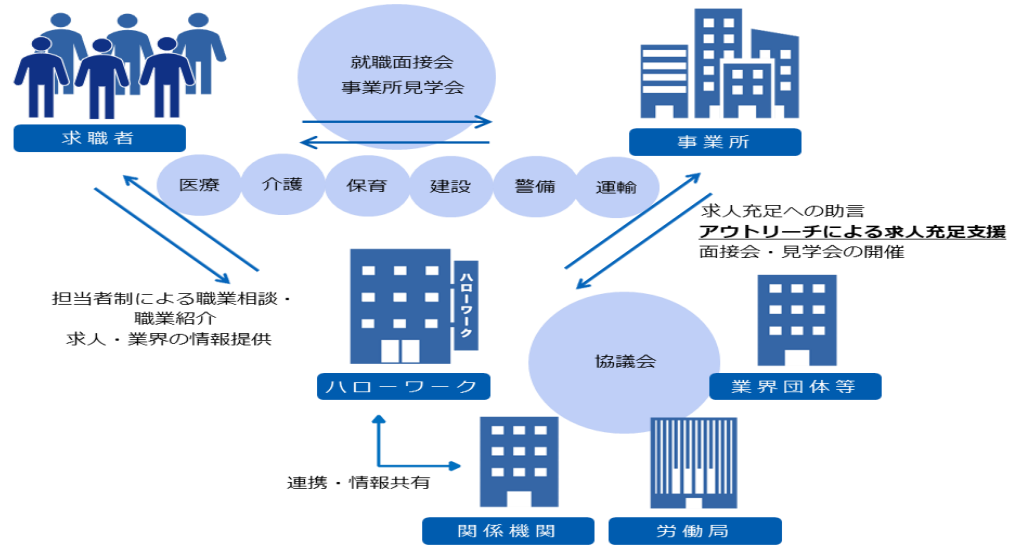 就職面接会
事業所見学会
求職者
事業所
医療
介護
保育
建設
警備
運輸
求人充足への助言
アウトリーチによる求人充足支援
面接会・見学会の開催
担当者制による職業相談・
職業紹介
求人・業界の情報提供
ハローワーク
協議会
ハローワーク
業界団体等
連携・情報共有
関係機関
労働局